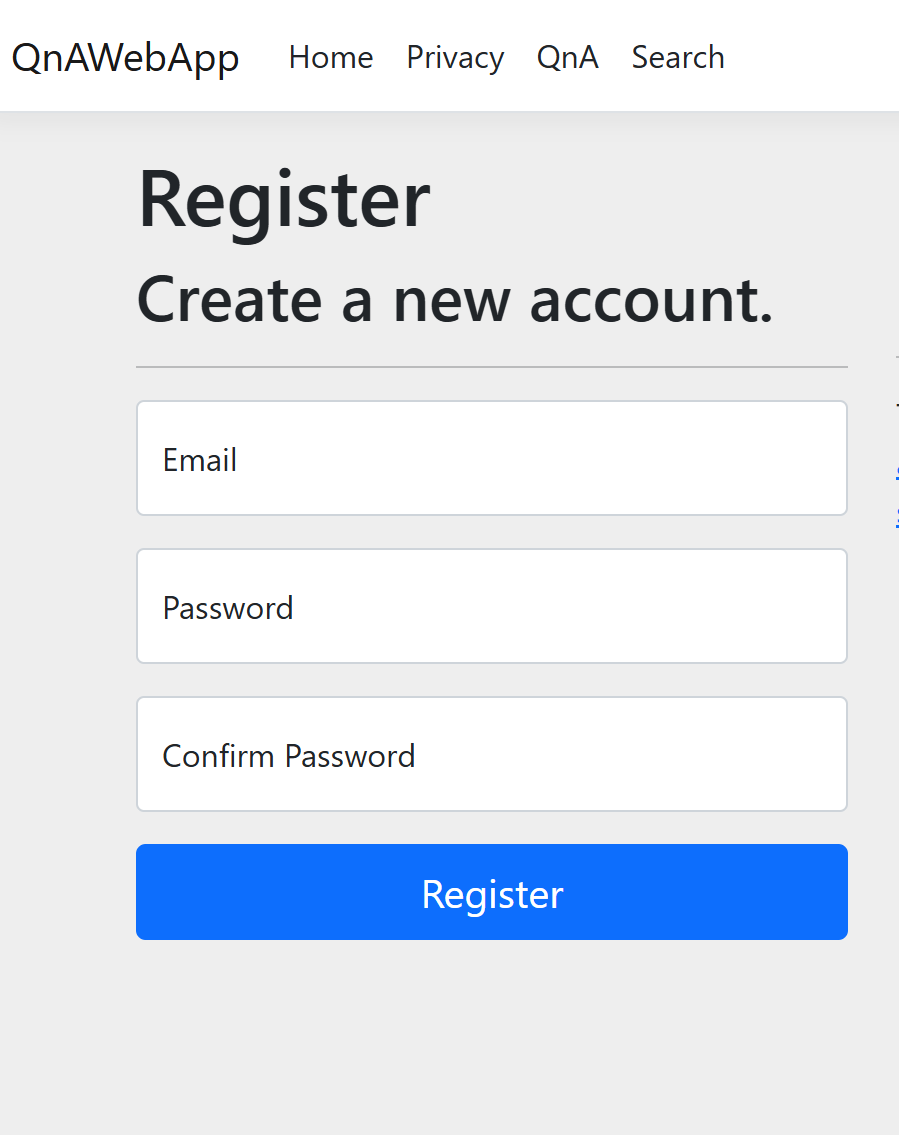 QnAWebApp Home Privacy QnA Search
Register
Create a new account.
Email
Password
Confirm Password
Register